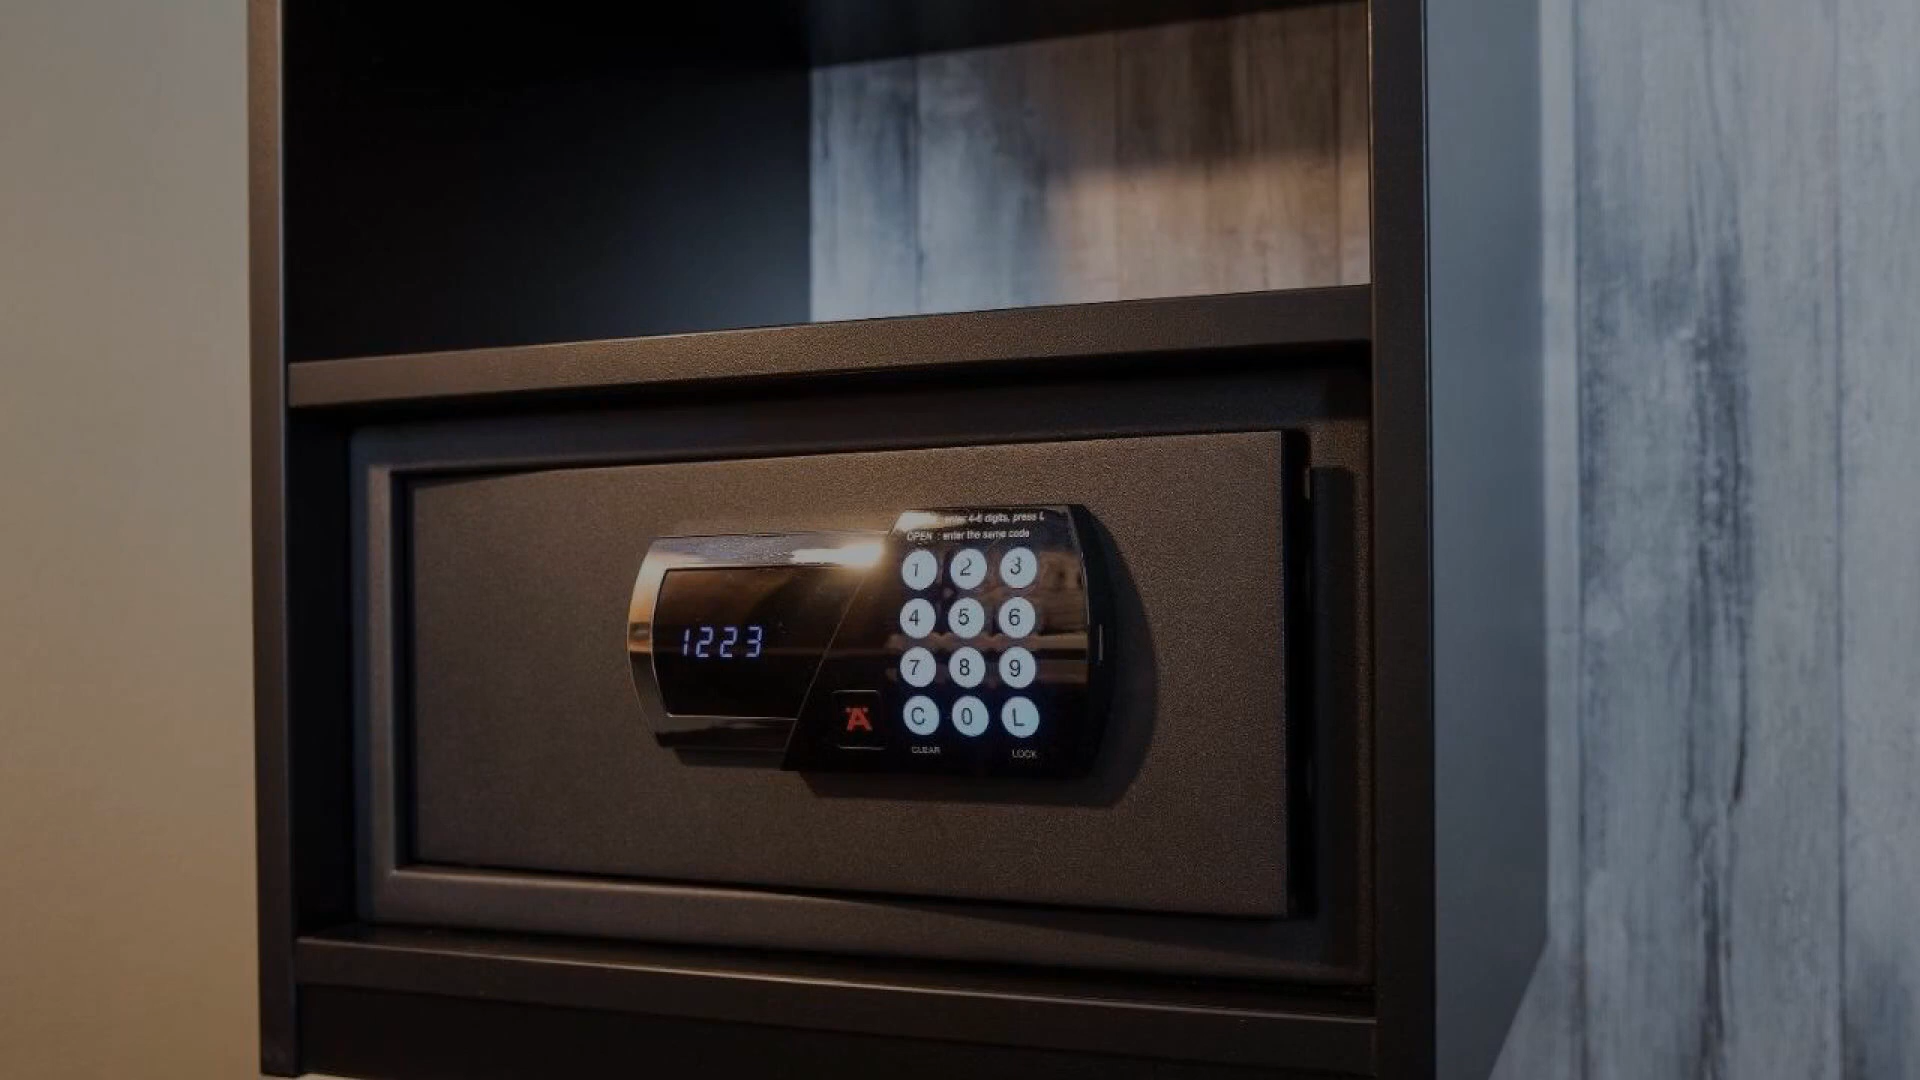 enter 4-6 digits, press L
OPEN : enter the same code
1 2 3
4 5 6
1223
7 8 9
C 0 L
CLEAR LOCK